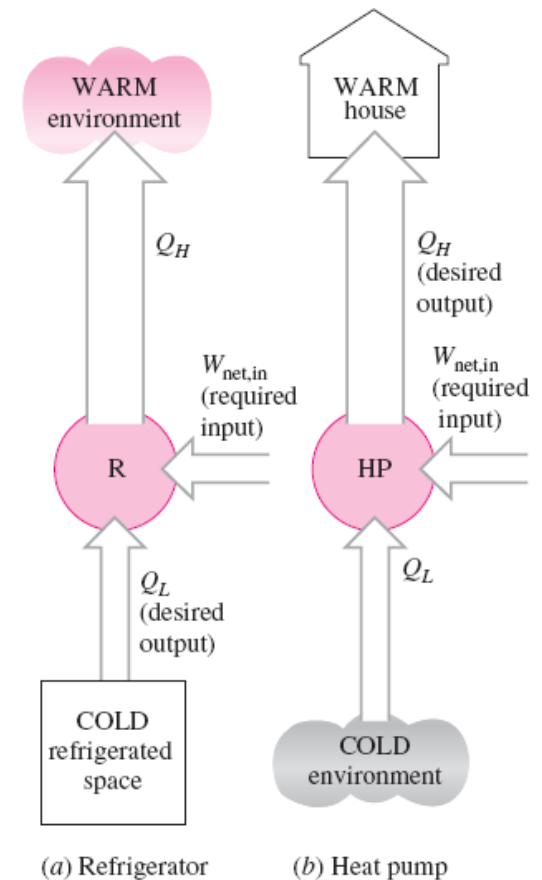 WARM
environment
Q_H
W_net,in
(required
input)
R
Q_L
(desired
output)
COLD
refrigerated
space
(a) Refrigerator
WARM
house
Q_H
(desired
output)
W_net,in
(required
input)
HP
Q_L
COLD
environment
(b) Heat pump